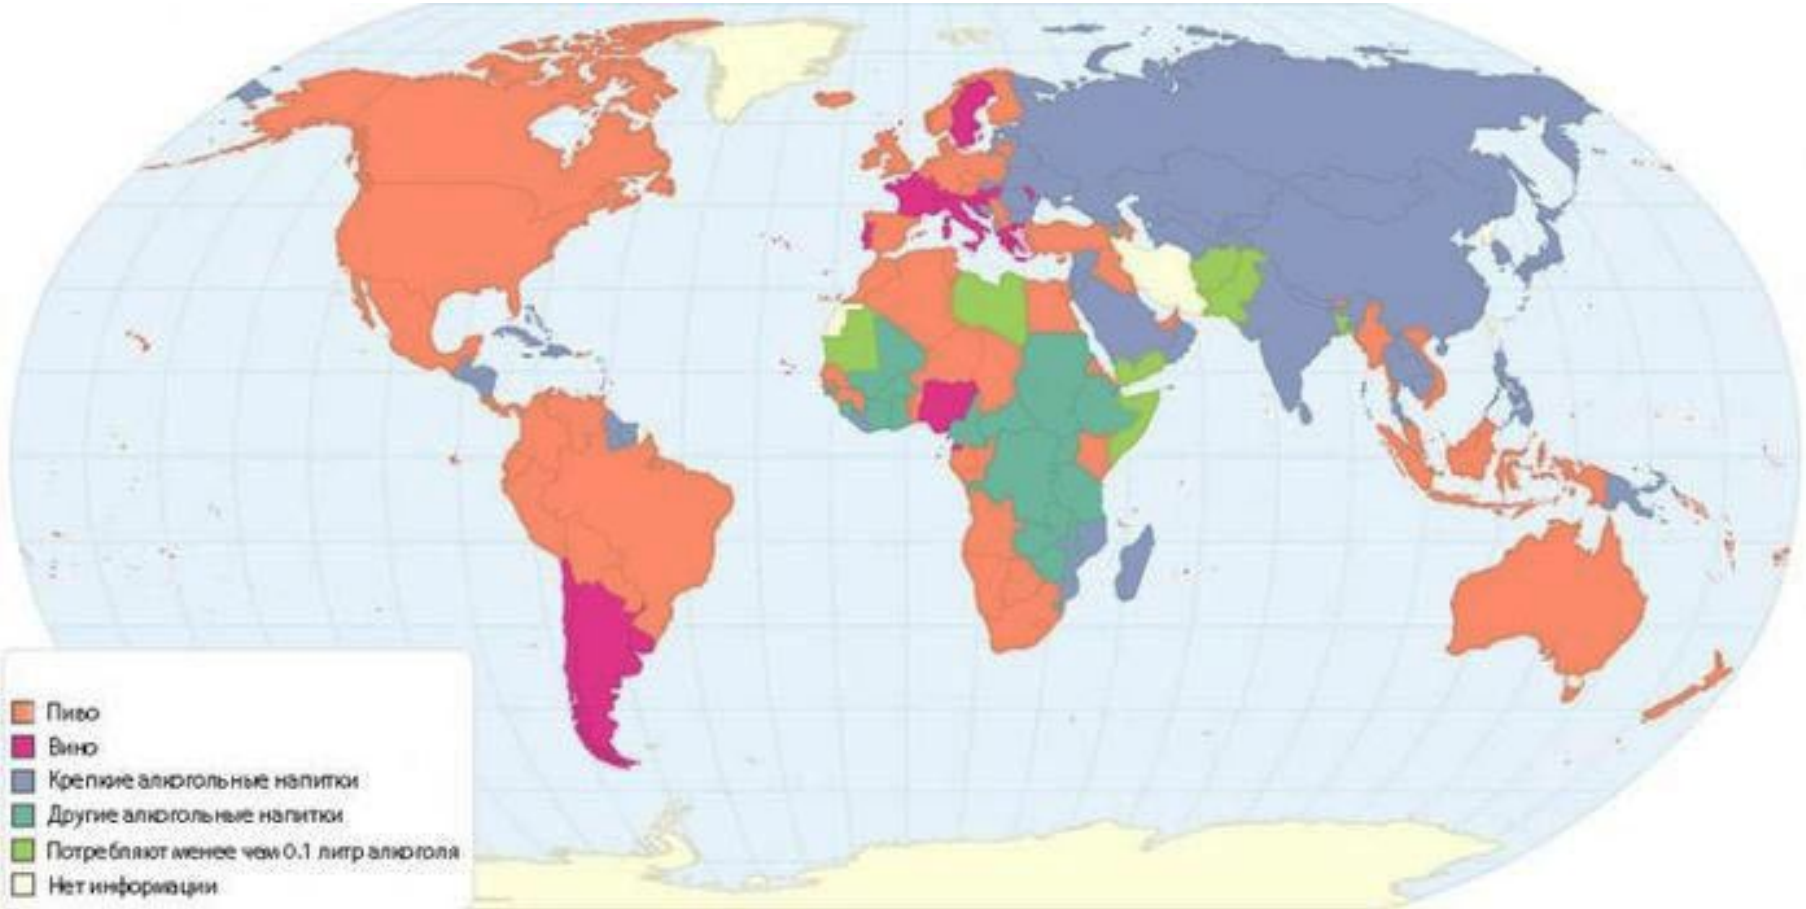 Пиво
Вино
Крепкие алкогольные напитки
Другие алкогольные напитки
Потребляют менее чем 0.1 литр алкоголя
Нет информации